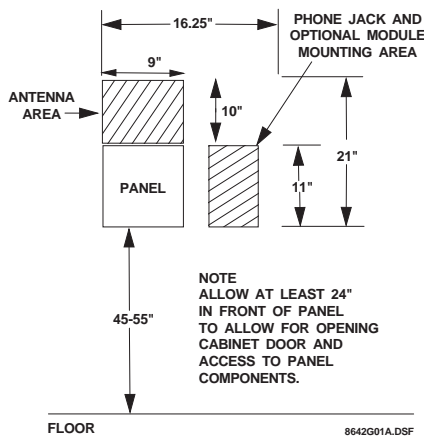 16.25"
PHONE JACK AND
OPTIONAL MODULE
MOUNTING AREA
9"
ANTENNA
AREA
10"
21"
PANEL
11"
45-55"
NOTE
ALLOW AT LEAST 24"
IN FRONT OF PANEL
TO ALLOW FOR OPENING
CABINET DOOR AND
ACCESS TO PANEL
COMPONENTS.
FLOOR
8642G01A.DSF